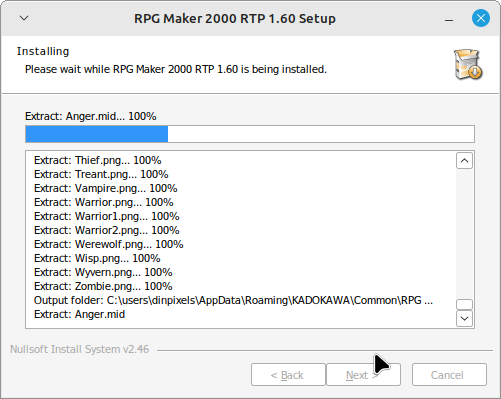 RPG Maker 2000 RTP 1.60 Setup
Installing
Please wait while RPG Maker 2000 RTP 1.60 is being installed.
Extract: Anger.mid... 100%
Extract: Thief.png... 100%
Extract: Treant.png... 100%
Extract: Vampire.png... 100%
Extract: Warrior.png... 100%
Extract: Warrior1.png... 100%
Extract: Warrior2.png... 100%
Extract: Werewolf.png... 100%
Extract: Wisp.png... 100%
Extract: Wyvern.png... 100%
Extract: Zombie.png... 100%
Output folder: C:\users\dinpixels\AppData\Roaming\KADOKAWA\Common\RPG ...
Extract: Anger.mid
Nullsoft Install System v2.46
< Back
Next >
Cancel